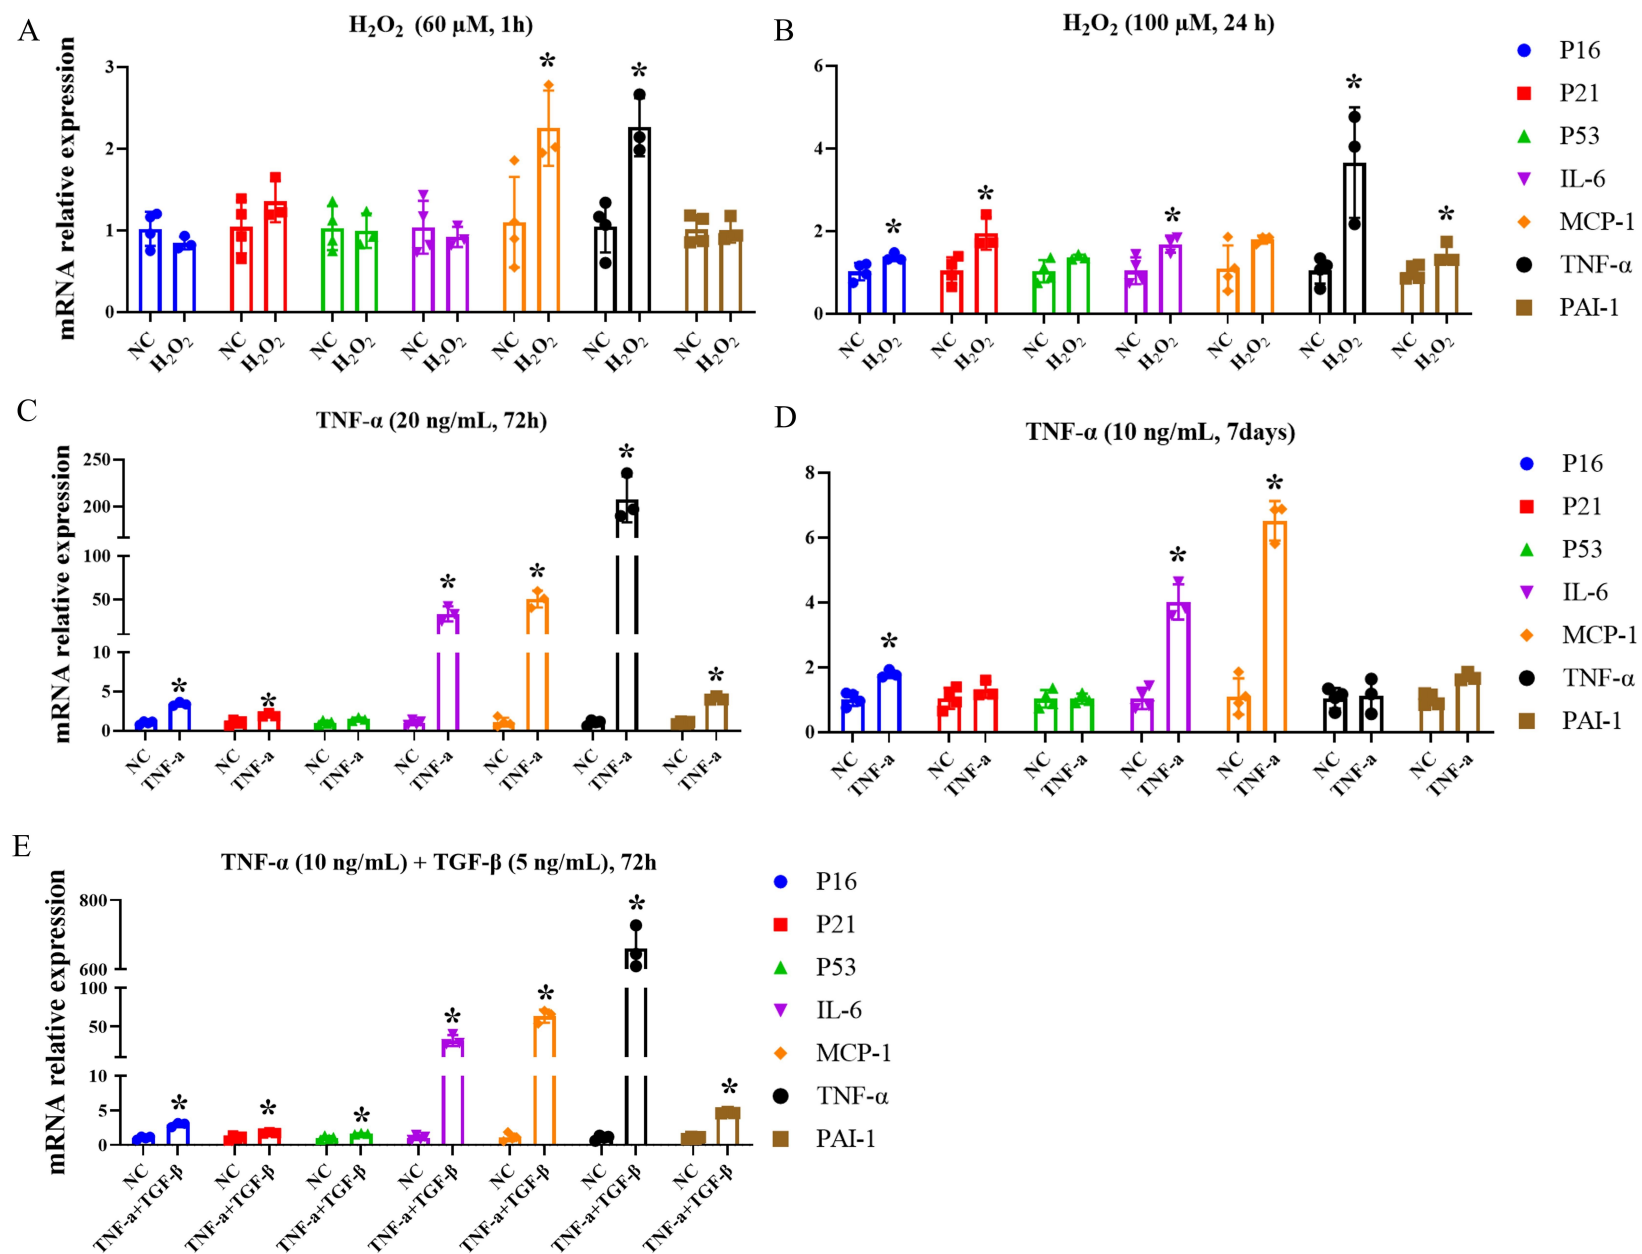 A
H₂O₂ (60 μM, 1h)
mRNA relative expression
3
2
1
0
NC H₂O₂ NC H₂O₂ NC H₂O₂ NC H₂O₂ NC H₂O₂ NC H₂O₂ NC H₂O₂
* *
B
H₂O₂ (100 μM, 24 h)
6
4
2
0
NC H₂O₂ NC H₂O₂ NC H₂O₂ NC H₂O₂ NC H₂O₂ NC H₂O₂ NC H₂O₂
* * * * *
P16
P21
P53
IL-6
MCP-1
TNF-α
PAI-1
C
TNF-α (20 ng/mL, 72h)
mRNA relative expression
250
200
100
50
10
5
0
NC TNF-a NC TNF-a NC TNF-a NC TNF-a NC TNF-a NC TNF-a NC TNF-a
* * * * * *
D
TNF-α (10 ng/mL, 7days)
8
6
4
2
0
NC TNF-a NC TNF-a NC TNF-a NC TNF-a NC TNF-a NC TNF-a NC TNF-a
* * *
P16
P21
P53
IL-6
MCP-1
TNF-α
PAI-1
E
TNF-α (10 ng/mL) + TGF-β (5 ng/mL), 72h
mRNA relative expression
800
600
100
50
10
5
0
NC TNF-a+TGF-β NC TNF-a+TGF-β NC TNF-a+TGF-β NC TNF-a+TGF-β NC TNF-a+TGF-β NC TNF-a+TGF-β NC TNF-a+TGF-β
* * * * * * *
P16
P21
P53
IL-6
MCP-1
TNF-α
PAI-1